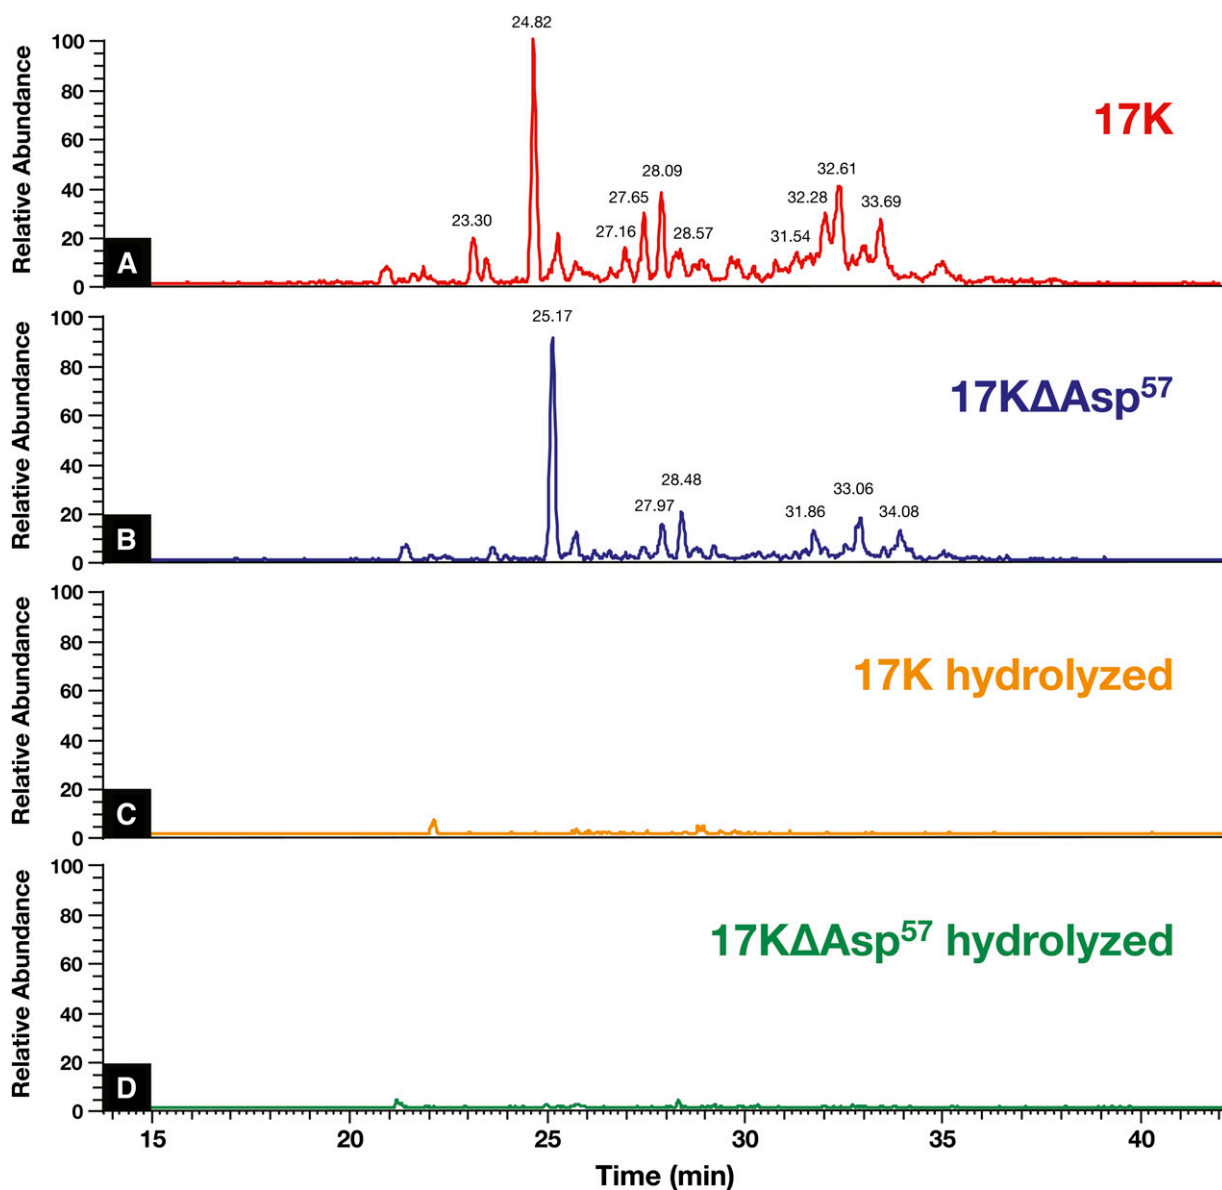 24.82
100
80
60
40
20
0
Relative Abundance
A
17K
23.30
27.16
27.65
28.09
28.57
31.54
32.28
32.61
33.69
100
80
60
40
20
0
Relative Abundance
B
17KΔAsp⁵⁷
25.17
27.97
28.48
31.86
33.06
34.08
100
80
60
40
20
0
Relative Abundance
C
17K hydrolyzed
100
80
60
40
20
0
Relative Abundance
D
17KΔAsp⁵⁷ hydrolyzed
15 20 25 30 35 40
Time (min)